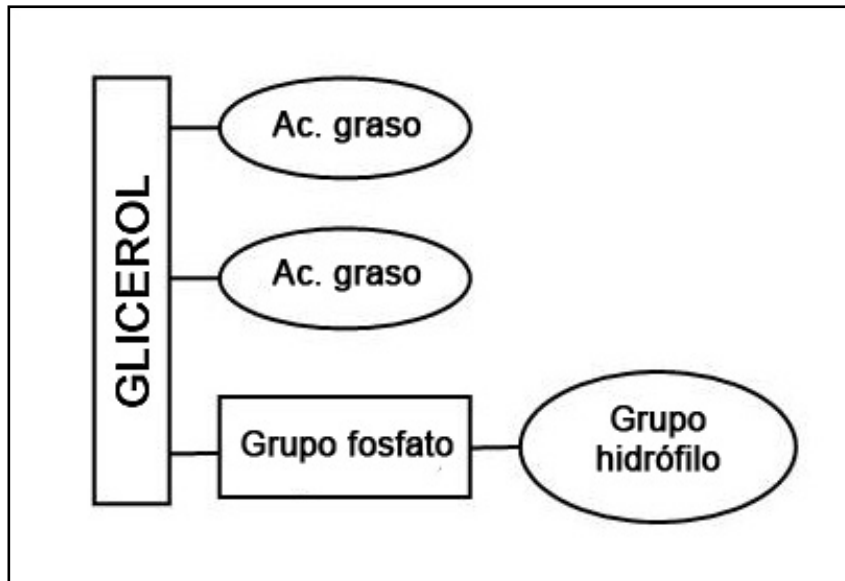 GLICEROL
Ac. graso
Ac. graso
Grupo fosfato
Grupo
hidrófilo